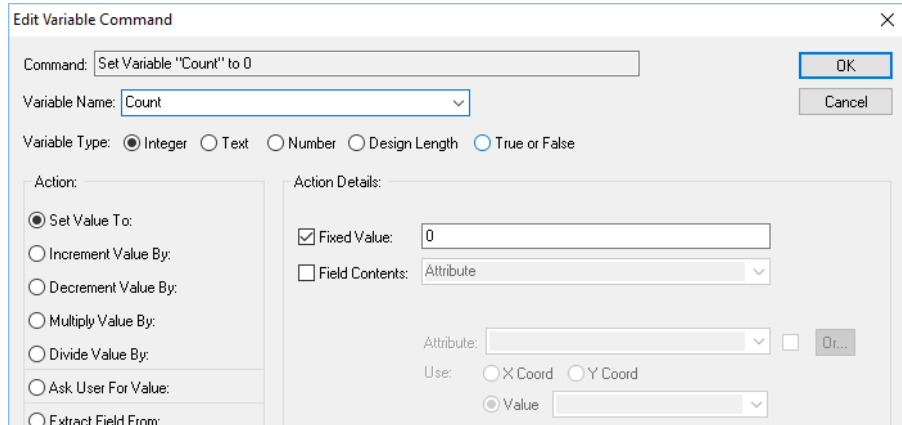 Edit Variable Command
Command: Set Variable "Count" to 0
OK
Variable Name: Count
Cancel
Variable Type: Integer Text Number Design Length True or False
Action:
Set Value To:
Increment Value By:
Decrement Value By:
Multiply Value By:
Divide Value By:
Ask User For Value:
Extract Field From:
Action Details:
Fixed Value: 0
Field Contents: Attribute
Attribute: Or...
Use: X Coord Y Coord
Value